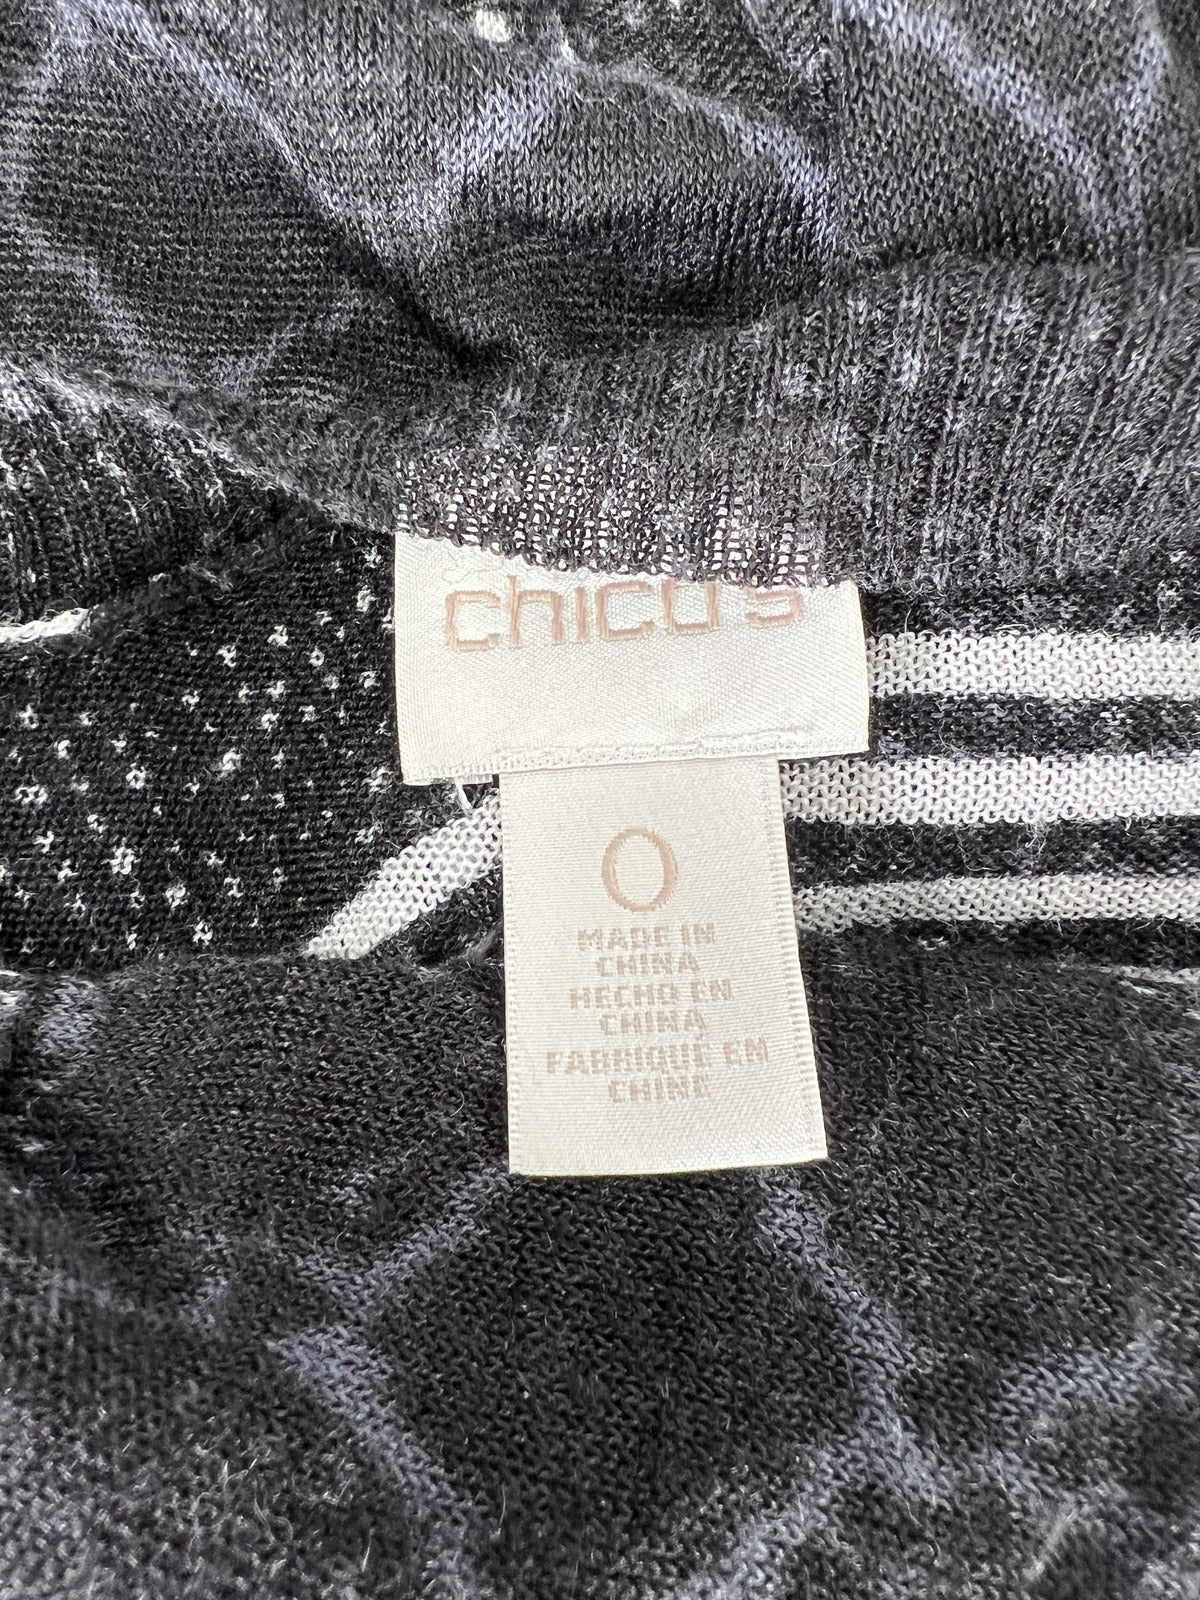 chico's
0
MADE IN
CHINA
HECHO EN
CHINA
FABRIQUÉ EN
CHINE